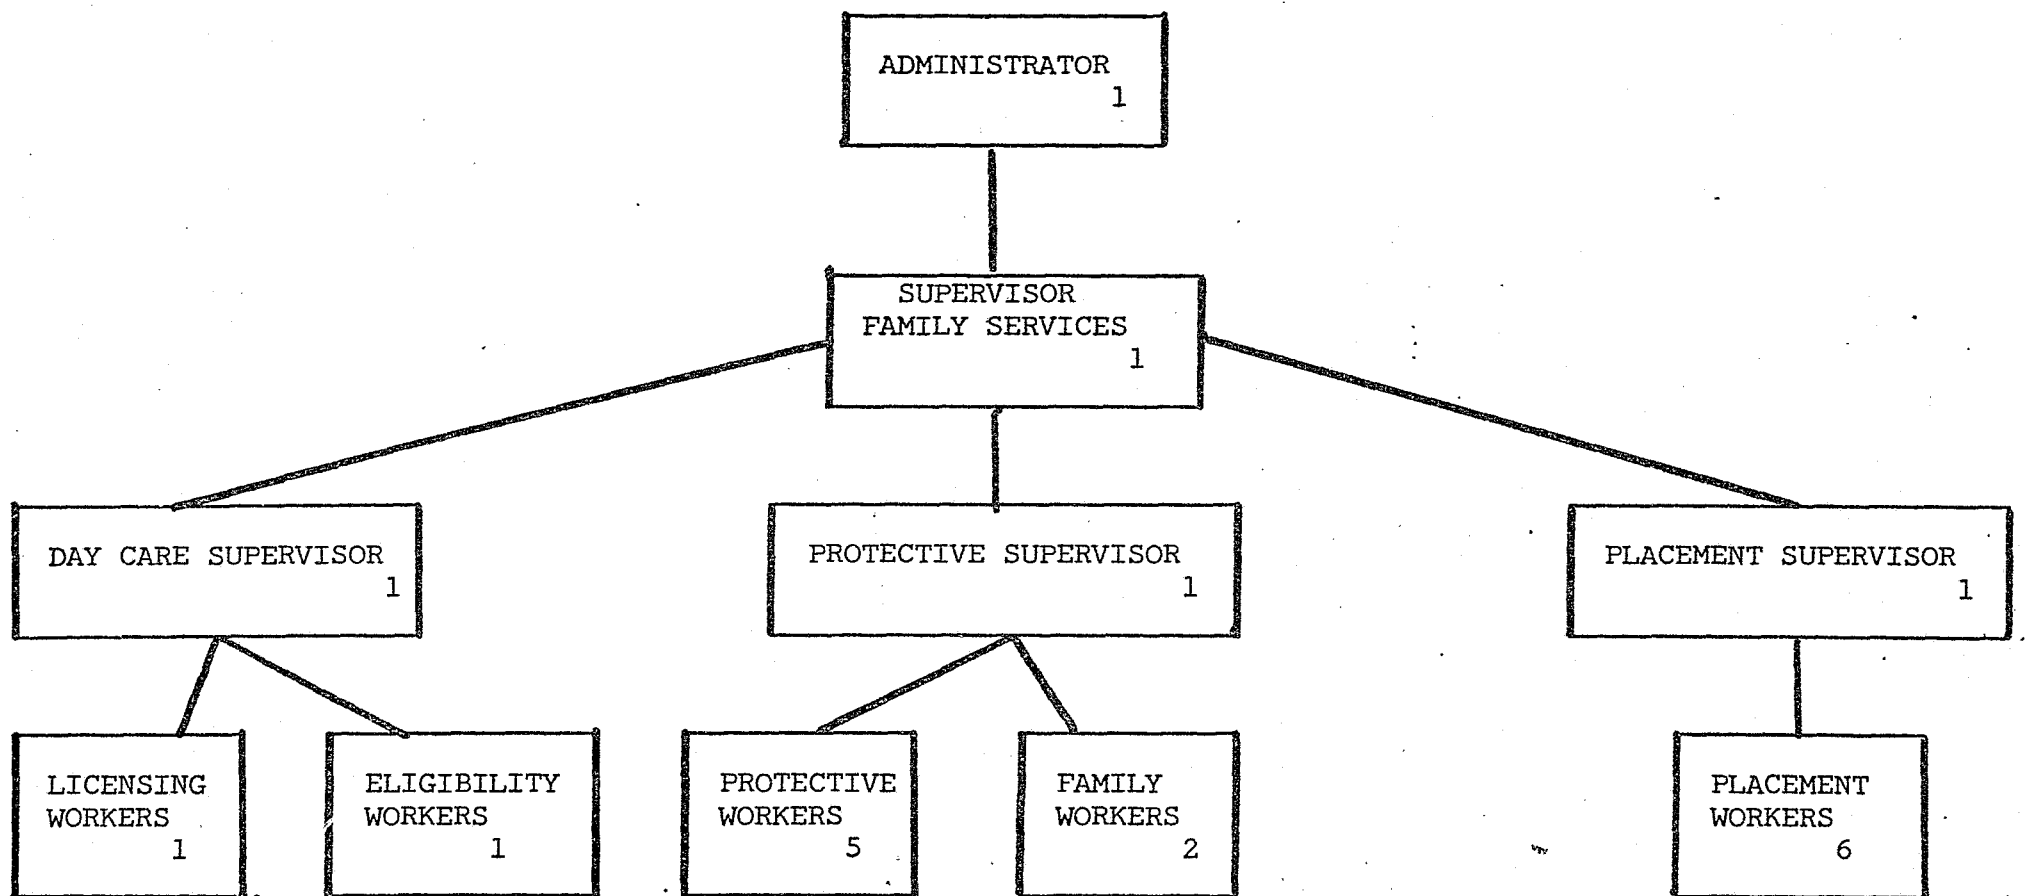 ADMINISTRATOR
1
SUPERVISOR
FAMILY SERVICES
1
DAY CARE SUPERVISOR
1
PROTECTIVE SUPERVISOR
1
PLACEMENT SUPERVISOR
1
LICENSING
WORKERS
1
ELIGIBILITY
WORKERS
1
PROTECTIVE
WORKERS
5
FAMILY
WORKERS
2
PLACEMENT
WORKERS
6